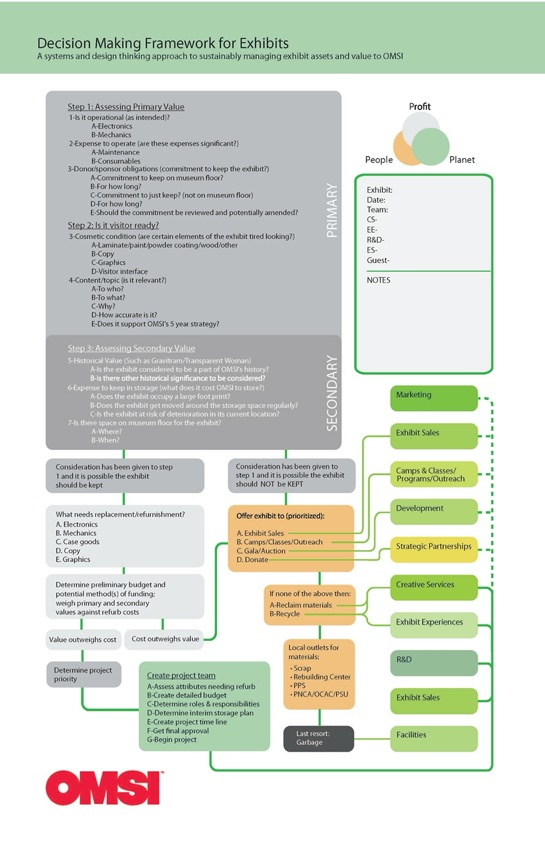 Decision Making Framework for Exhibits
A systems and design thinking approach to sustainably managing exhibit assets and value to OMSI
Step 1: Assessing Primary Value
1-Is it operational (as intended)?
A-Electronics
B-Mechanics
2-Expense to operate (are these expenses significant?)
A-Maintenance
B-Consumables
3-Donor/sponsor obligations (commitment to keep the exhibit?)
A-Commitment to keep on museum floor?
B-For how long?
C-Commitment to just keep? (not on museum floor)
D-For how long?
E-Should the commitment be reviewed and potentially amended?
Step 2: Is it visitor ready?
3-Cosmetic condition (are certain elements of the exhibit tired looking?)
A-Laminate/paint/powder coating/wood/other
B-Copy
C-Graphics
D-Visitor interface
4-Content/topic (is it relevant?)
A-To who?
B-To what?
C-Why?
D-How accurate is it?
E-Does it support OMSI's 5 year strategy?
PRIMARY
Step 3: Assessing Secondary Value
5-Historical Value (Such as Gravitram/Transparent Woman)
A-Is the exhibit considered to be a part of OMSI's history?
B-Is there other historical significance to be considered?
6-Expense to keep in storage (what does it cost OMSI to store?)
A-Does the exhibit occupy a large foot print?
B-Does the exhibit get moved around the storage space regularly?
C-Is the exhibit at risk of deterioration in its current location?
7-Is there space on museum floor for the exhibit?
A-Where?
B-When?
SECONDARY
Profit
People
Planet
Exhibit:
Date:
Team:
CS-
EE-
R&D-
ES-
Guest-
NOTES
Consideration has been given to step
1 and it is possible the exhibit
should be kept
Consideration has been given to
step 1 and it is possible the exhibit
should NOT be KEPT
What needs replacement/refurnishment?
A. Electronics
B. Mechanics
C. Case goods
D. Copy
E. Graphics
Determine preliminary budget and
potential method(s) of funding;
weigh primary and secondary
values against refurb costs
Value outweighs cost
Cost outweighs value
Determine project
priority
Create project team
A-Assess attributes needing refurb
B-Create detailed budget
C-Determine roles & responsibilities
D-Determine interim storage plan
E-Create project time line
F-Get final approval
G-Begin project
Offer exhibit to (prioritized):
A. Exhibit Sales
B. Camps/Classes/Outreach
C. Gala/Auction
D. Donate
If none of the above then:
A-Reclaim materials
B-Recycle
Local outlets for
materials:
• Scrap
• Rebuilding Center
• PPS
• PNCA/OCAC/PSU
Last resort:
Garbage
Marketing
Exhibit Sales
Camps & Classes/
Programs/Outreach
Development
Strategic Partnerships
Creative Services
Exhibit Experiences
R&D
Exhibit Sales
Facilities
OMSI